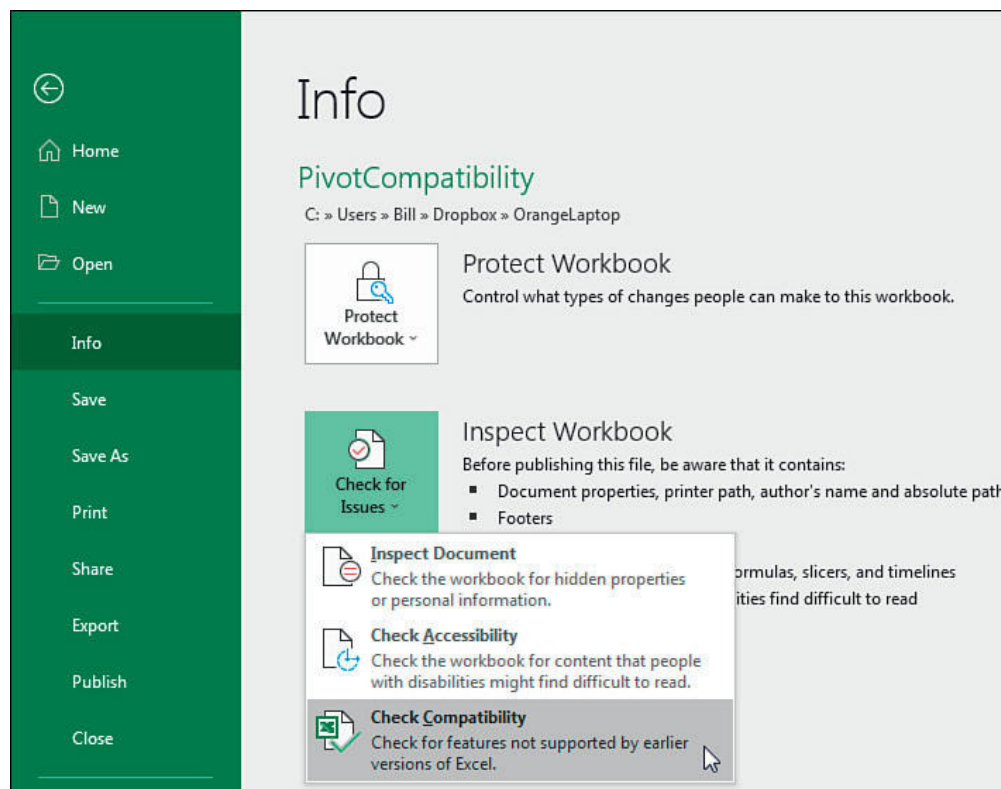 Info
Home
New
Open
Info
Save
Save As
Print
Share
Export
Publish
Close
PivotCompatibility
C: » Users » Bill » Dropbox » OrangeLaptop
Protect
Workbook
Protect Workbook
Control what types of changes people can make to this workbook.
Check for
Issues
Inspect Workbook
Before publishing this file, be aware that it contains:
▪ Document properties, printer path, author's name and absolute path
▪ Footers
formulas, slicers, and timelines
ities find difficult to read
Inspect Document
Check the workbook for hidden properties
or personal information.
Check Accessibility
Check the workbook for content that people
with disabilities might find difficult to read.
Check Compatibility
Check for features not supported by earlier
versions of Excel.